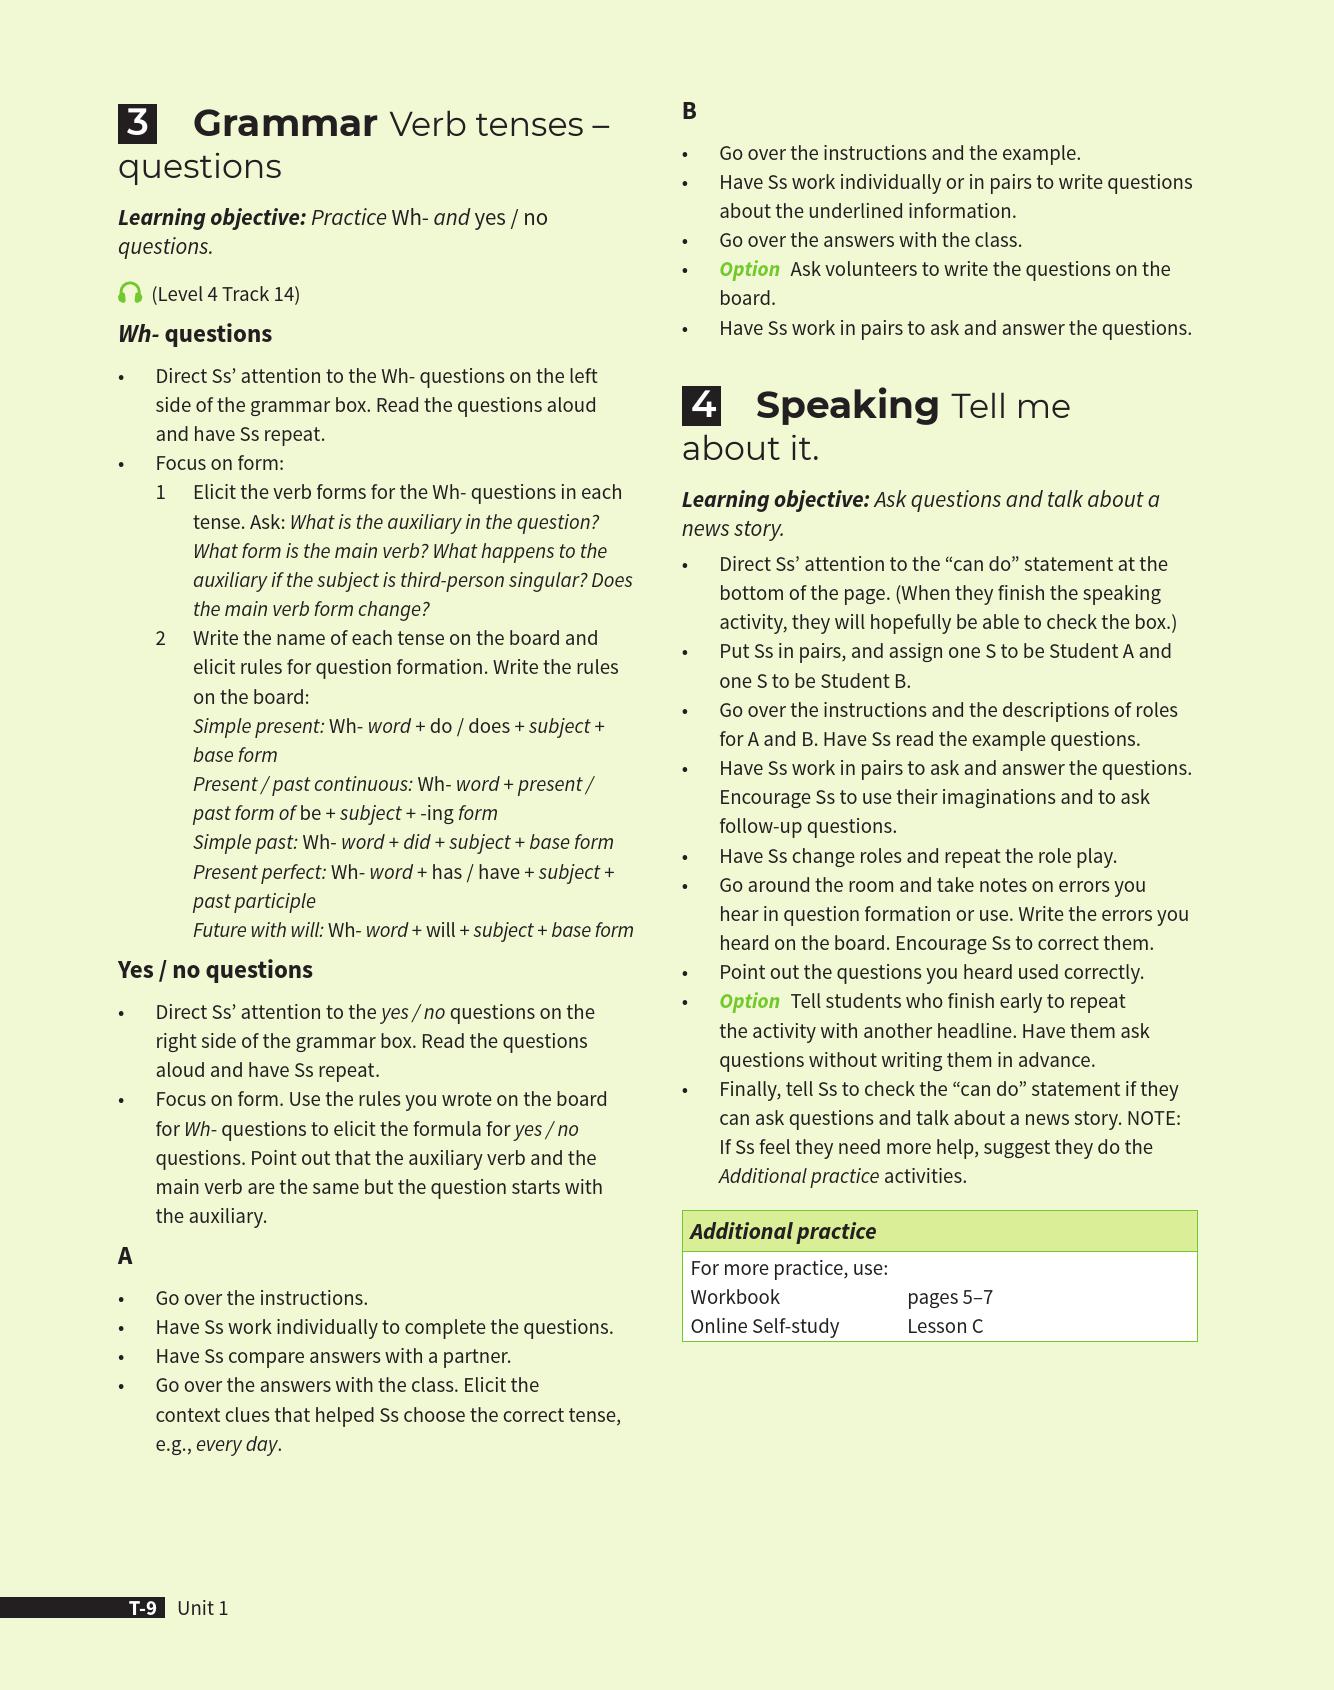 3 Grammar Verb tenses –
questions
Learning objective: Practice Wh- and yes / no
questions.
(Level 4 Track 14)
Wh- questions
• Direct Ss’ attention to the Wh- questions on the left
side of the grammar box. Read the questions aloud
and have Ss repeat.
• Focus on form:
1 Elicit the verb forms for the Wh- questions in each
tense. Ask: What is the auxiliary in the question?
What form is the main verb? What happens to the
auxiliary if the subject is third-person singular? Does
the main verb form change?
2 Write the name of each tense on the board and
elicit rules for question formation. Write the rules
on the board:
Simple present: Wh- word + do / does + subject +
base form
Present / past continuous: Wh- word + present /
past form of be + subject + -ing form
Simple past: Wh- word + did + subject + base form
Present perfect: Wh- word + has / have + subject +
past participle
Future with will: Wh- word + will + subject + base form
Yes / no questions
• Direct Ss’ attention to the yes / no questions on the
right side of the grammar box. Read the questions
aloud and have Ss repeat.
• Focus on form. Use the rules you wrote on the board
for Wh- questions to elicit the formula for yes / no
questions. Point out that the auxiliary verb and the
main verb are the same but the question starts with
the auxiliary.
A
• Go over the instructions.
• Have Ss work individually to complete the questions.
• Have Ss compare answers with a partner.
• Go over the answers with the class. Elicit the
context clues that helped Ss choose the correct tense,
e.g., every day.
B
• Go over the instructions and the example.
• Have Ss work individually or in pairs to write questions
about the underlined information.
• Go over the answers with the class.
• Option Ask volunteers to write the questions on the
board.
• Have Ss work in pairs to ask and answer the questions.
4 Speaking Tell me
about it.
Learning objective: Ask questions and talk about a
news story.
• Direct Ss’ attention to the “can do” statement at the
bottom of the page. (When they finish the speaking
activity, they will hopefully be able to check the box.)
• Put Ss in pairs, and assign one S to be Student A and
one S to be Student B.
• Go over the instructions and the descriptions of roles
for A and B. Have Ss read the example questions.
• Have Ss work in pairs to ask and answer the questions.
Encourage Ss to use their imaginations and to ask
follow-up questions.
• Have Ss change roles and repeat the role play.
• Go around the room and take notes on errors you
hear in question formation or use. Write the errors you
heard on the board. Encourage Ss to correct them.
• Point out the questions you heard used correctly.
• Option Tell students who finish early to repeat
the activity with another headline. Have them ask
questions without writing them in advance.
• Finally, tell Ss to check the “can do” statement if they
can ask questions and talk about a news story. NOTE:
If Ss feel they need more help, suggest they do the
Additional practice activities.
Additional practice
For more practice, use:
Workbook pages 5–7
Online Self-study Lesson C
T-9 Unit 1